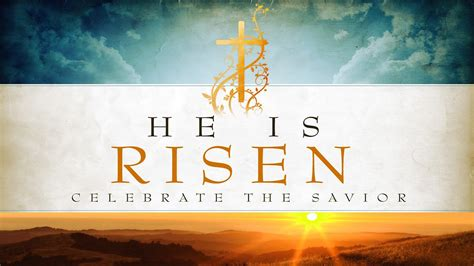 HE IS
RISEN
CELEBRATE THE SAVIOR